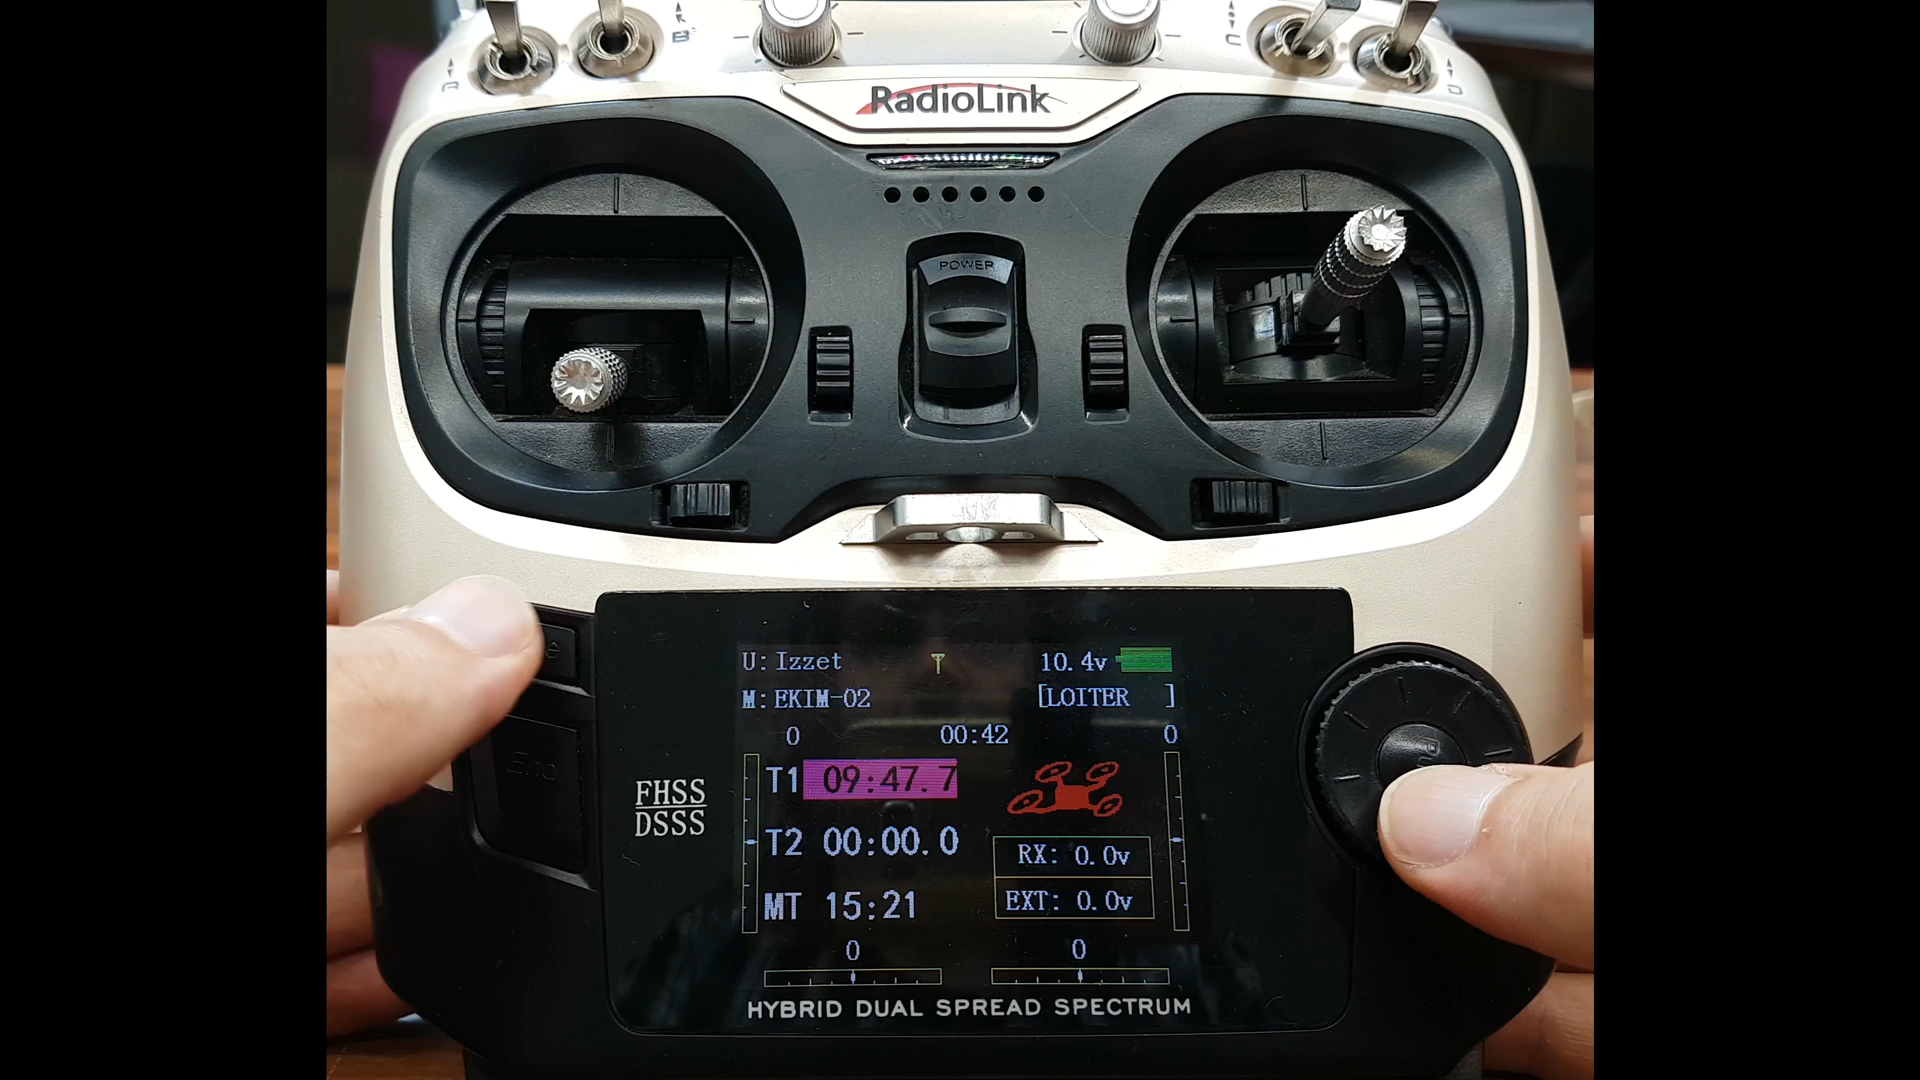 B
C
D
RadioLink
POWER
U: Izzet
10.4v
M: EKIM-02
[LOITER ]
0
00:42
0
T1 09:47.7
T2 00:00.0
MT 15:21
RX: 0.0v
EXT: 0.0v
FHSS
DSSS
End
0
0
HYBRID DUAL SPREAD SPECTRUM